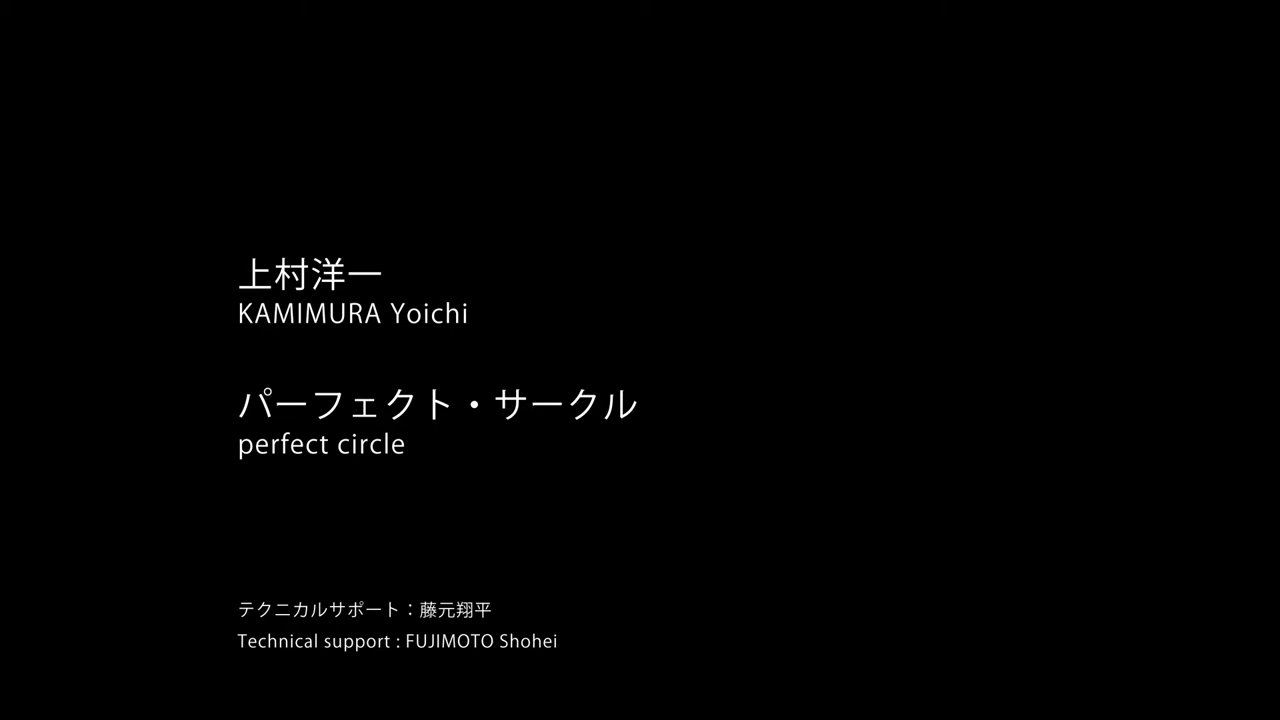 上村洋一
KAMIMURA Yoichi
パーフェクト・サークル
perfect circle
テクニカルサポート：藤元翔平
Technical support : FUJIMOTO Shohei